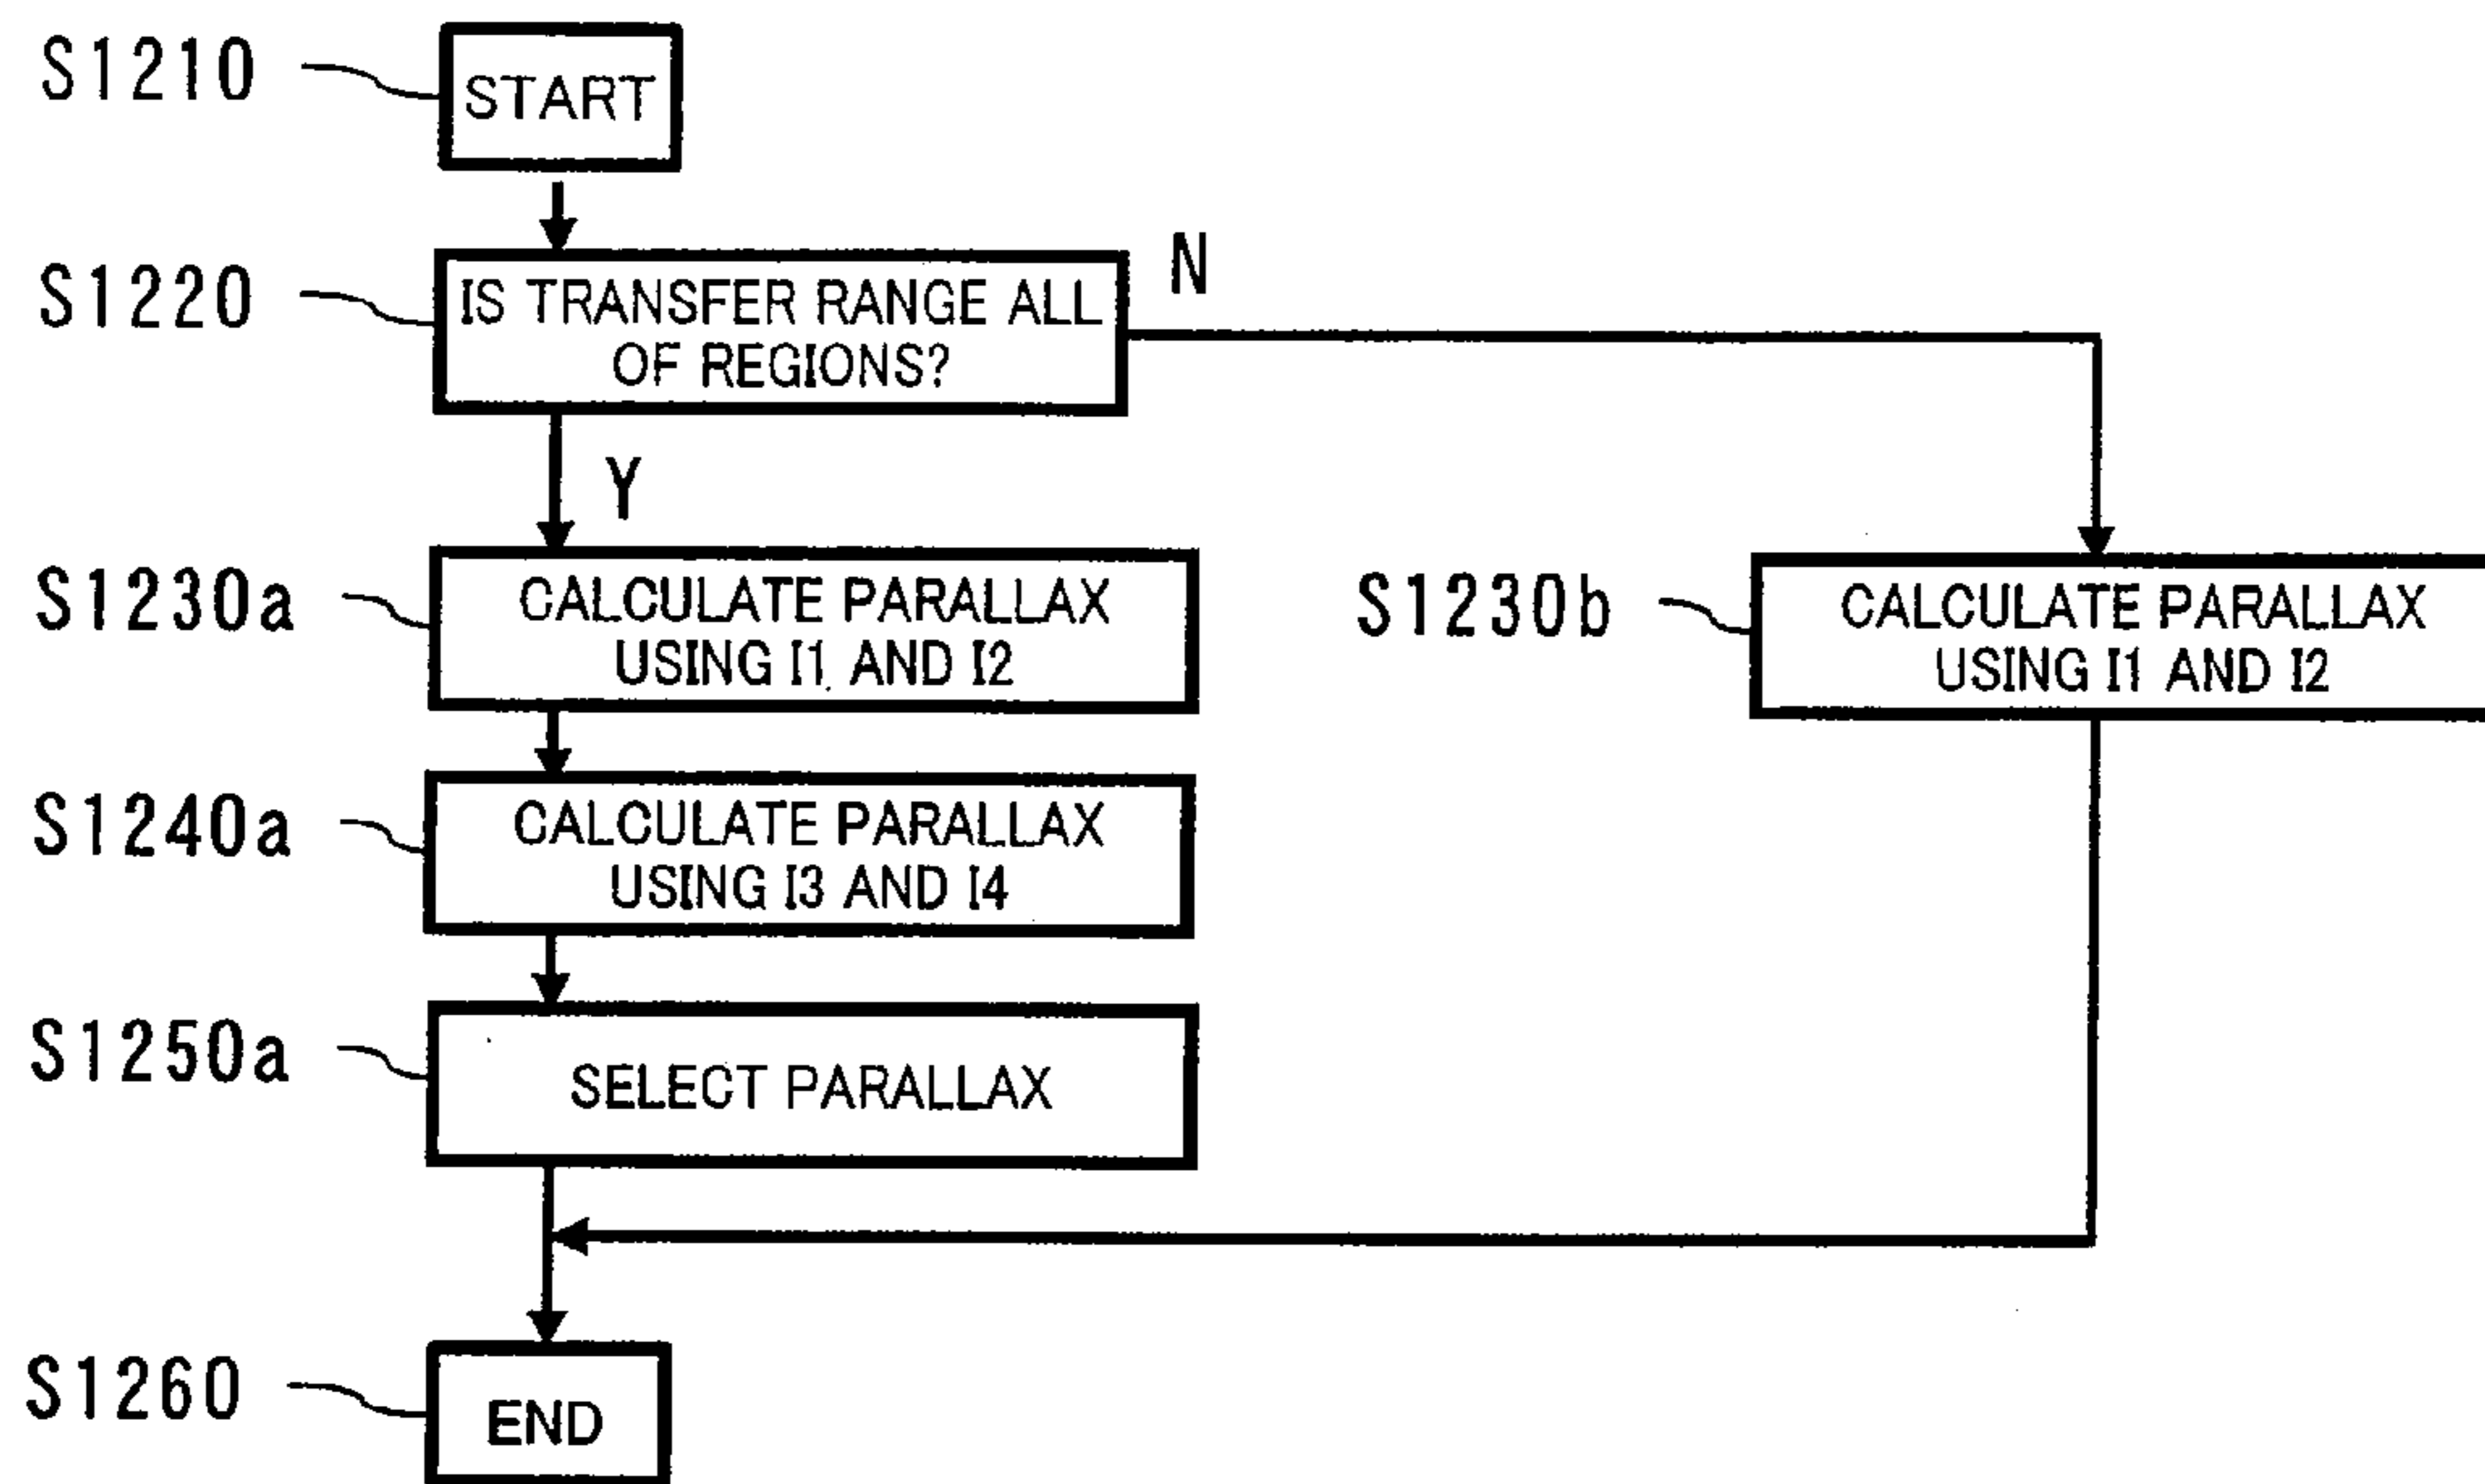 S1210
START
S1220
IS TRANSFER RANGE ALL
OF REGIONS?
N
Y
S1230a
CALCULATE PARALLAX
USING I1 AND I2
S1230b
CALCULATE PARALLAX
USING I1 AND I2
S1240a
CALCULATE PARALLAX
USING I3 AND I4
S1250a
SELECT PARALLAX
S1260
END